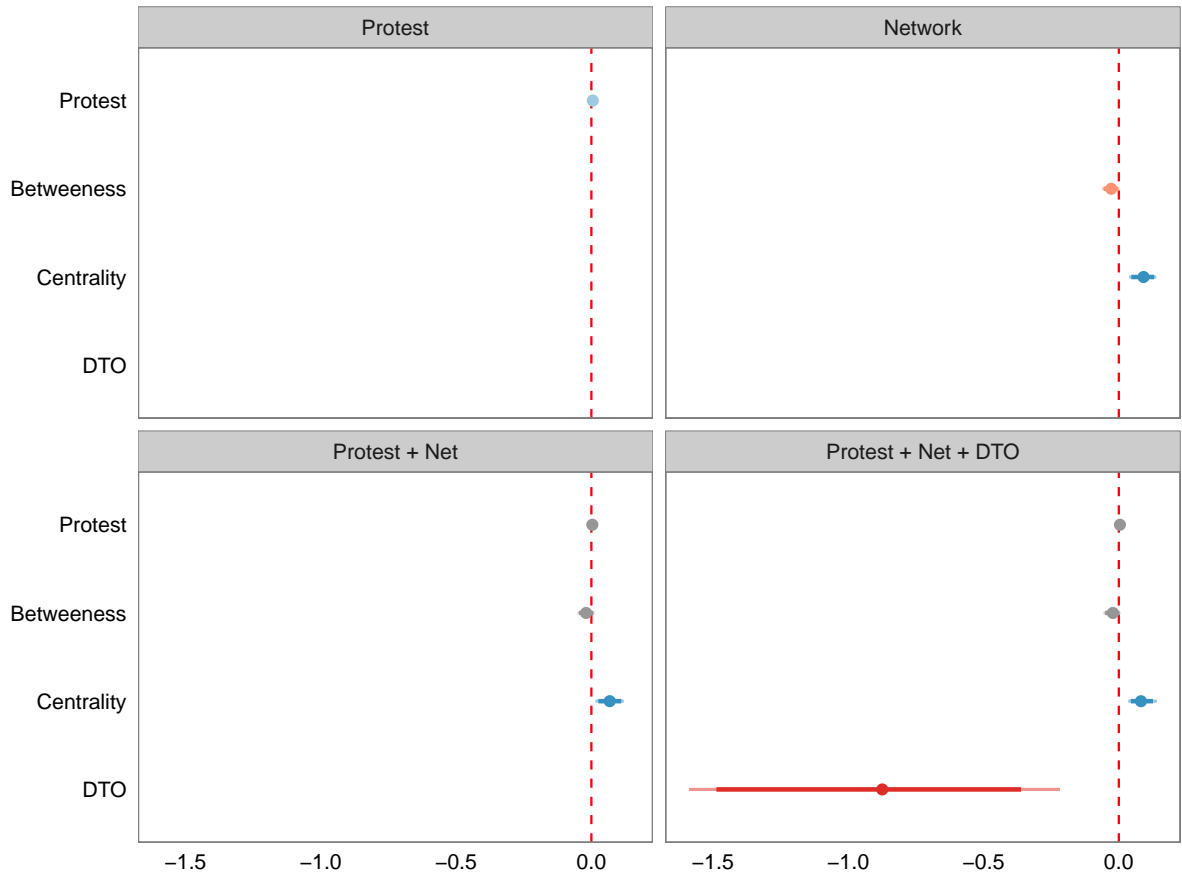 Protest Network
Protest
Betweeness
Centrality
DTO
Protest + Net Protest + Net + DTO
Protest
Betweeness
Centrality
DTO
−1.5 −1.0 −0.5 0.0 −1.5 −1.0 −0.5 0.0